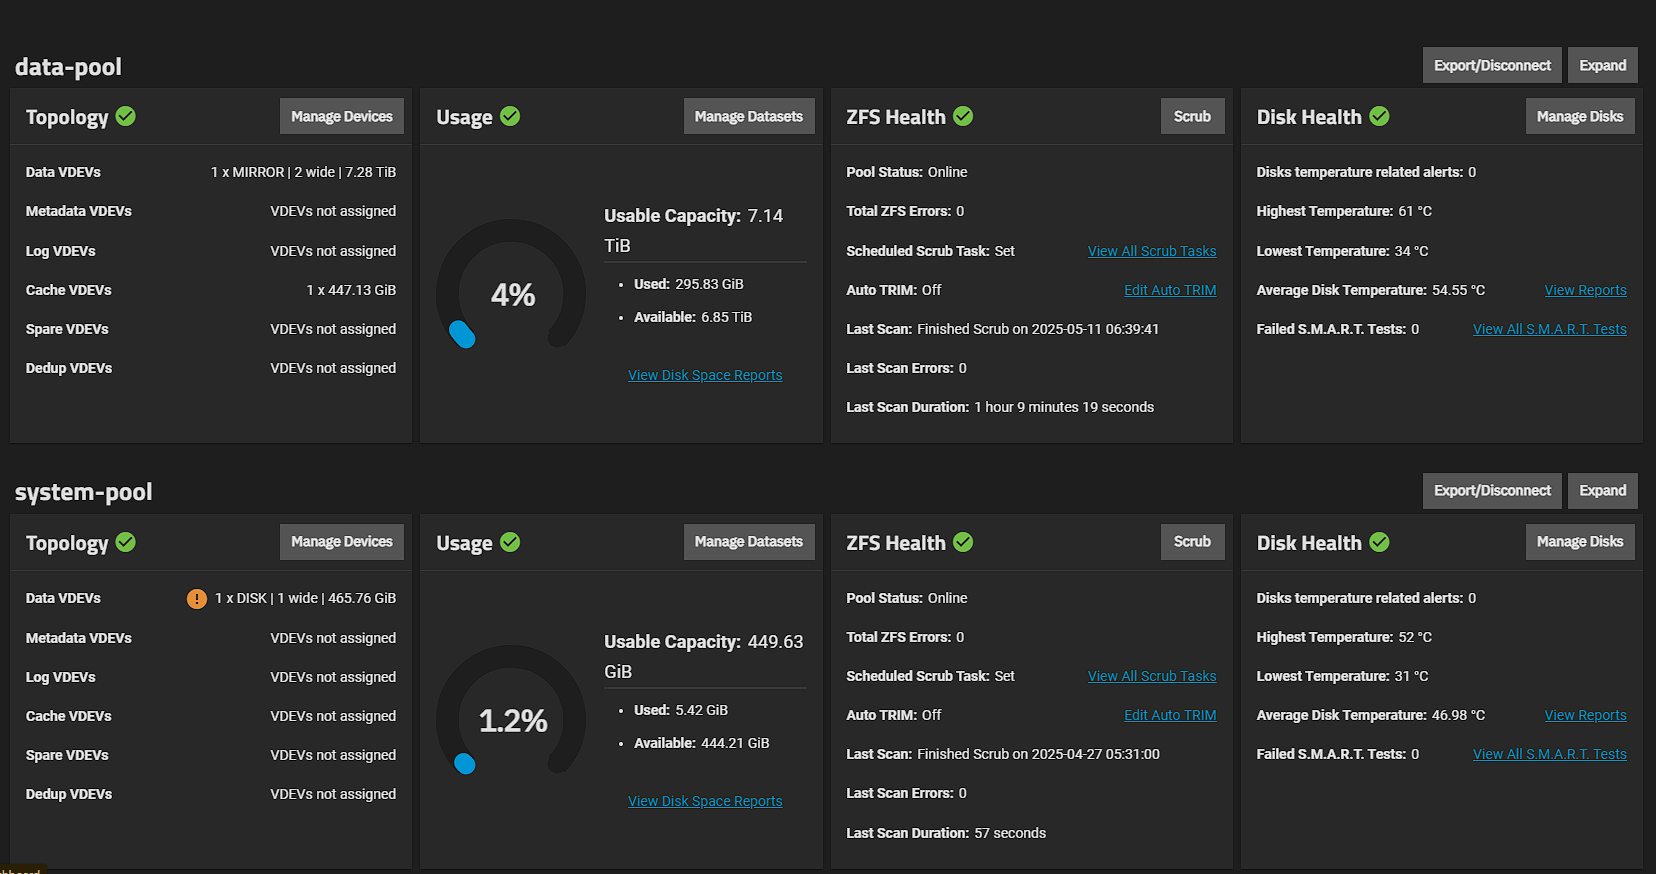 data-pool
Export/Disconnect
Expand
Topology
Manage Devices
Data VDEVs 1 x MIRROR | 2 wide | 7.28 TiB
Metadata VDEVs VDEVs not assigned
Log VDEVs VDEVs not assigned
Cache VDEVs 1 x 447.13 GiB
Spare VDEVs VDEVs not assigned
Dedup VDEVs VDEVs not assigned
Usage
Manage Datasets
4%
Usable Capacity: 7.14
TiB
• Used: 295.83 GiB
• Available: 6.85 TiB
View Disk Space Reports
ZFS Health
Scrub
Pool Status: Online
Total ZFS Errors: 0
Scheduled Scrub Task: Set View All Scrub Tasks
Auto TRIM: Off Edit Auto TRIM
Last Scan: Finished Scrub on 2025-05-11 06:39:41
Last Scan Errors: 0
Last Scan Duration: 1 hour 9 minutes 19 seconds
Disk Health
Manage Disks
Disks temperature related alerts: 0
Highest Temperature: 61 °C
Lowest Temperature: 34 °C
Average Disk Temperature: 54.55 °C View Reports
Failed S.M.A.R.T. Tests: 0 View All S.M.A.R.T. Tests
system-pool
Export/Disconnect
Expand
Topology
Manage Devices
Data VDEVs ! 1 x DISK | 1 wide | 465.76 GiB
Metadata VDEVs VDEVs not assigned
Log VDEVs VDEVs not assigned
Cache VDEVs VDEVs not assigned
Spare VDEVs VDEVs not assigned
Dedup VDEVs VDEVs not assigned
Usage
Manage Datasets
1.2%
Usable Capacity: 449.63
GiB
• Used: 5.42 GiB
• Available: 444.21 GiB
View Disk Space Reports
ZFS Health
Scrub
Pool Status: Online
Total ZFS Errors: 0
Scheduled Scrub Task: Set View All Scrub Tasks
Auto TRIM: Off Edit Auto TRIM
Last Scan: Finished Scrub on 2025-04-27 05:31:00
Last Scan Errors: 0
Last Scan Duration: 57 seconds
Disk Health
Manage Disks
Disks temperature related alerts: 0
Highest Temperature: 52 °C
Lowest Temperature: 31 °C
Average Disk Temperature: 46.98 °C View Reports
Failed S.M.A.R.T. Tests: 0 View All S.M.A.R.T. Tests